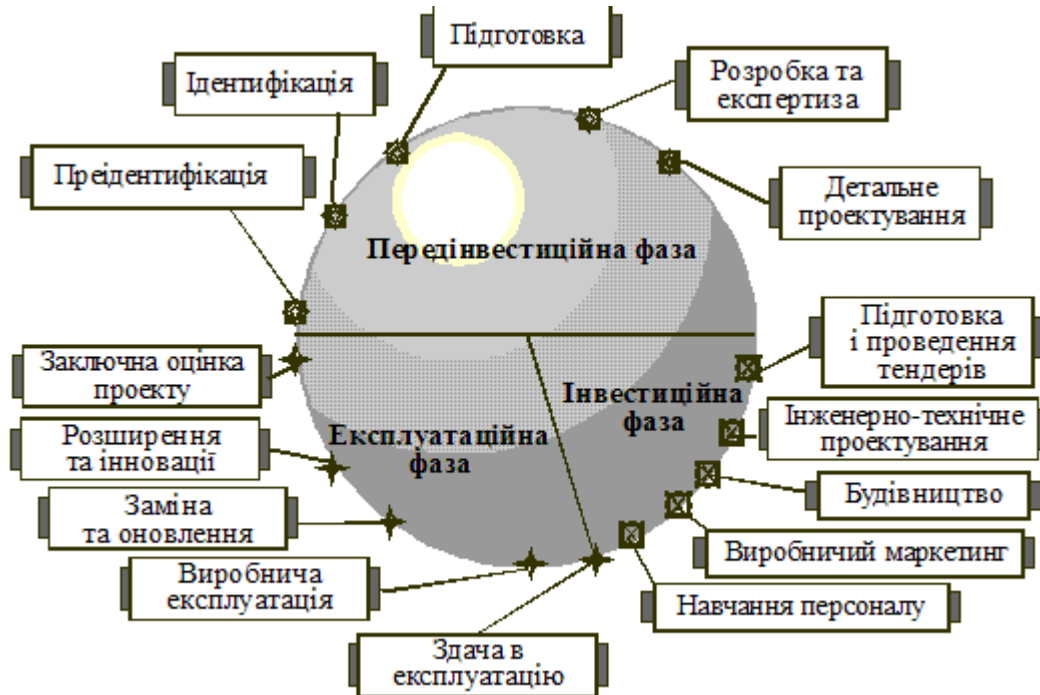 Підготовка
Розробка та
експертиза
Ідентифікація
Преідентифікація
Детальне
проектування
Передінвестиційна фаза
Підготовка
і проведення
тендерів
Заключна оцінка
проекту
Інвестиційна
фаза
Інженерно-технічне
проектування
Розширення
та інновації
Експлуатаційна
фаза
Будівництво
Заміна
та оновлення
Виробничий маркетинг
Виробнича
експлуатація
Навчання персоналу
Здача в
експлуатацію